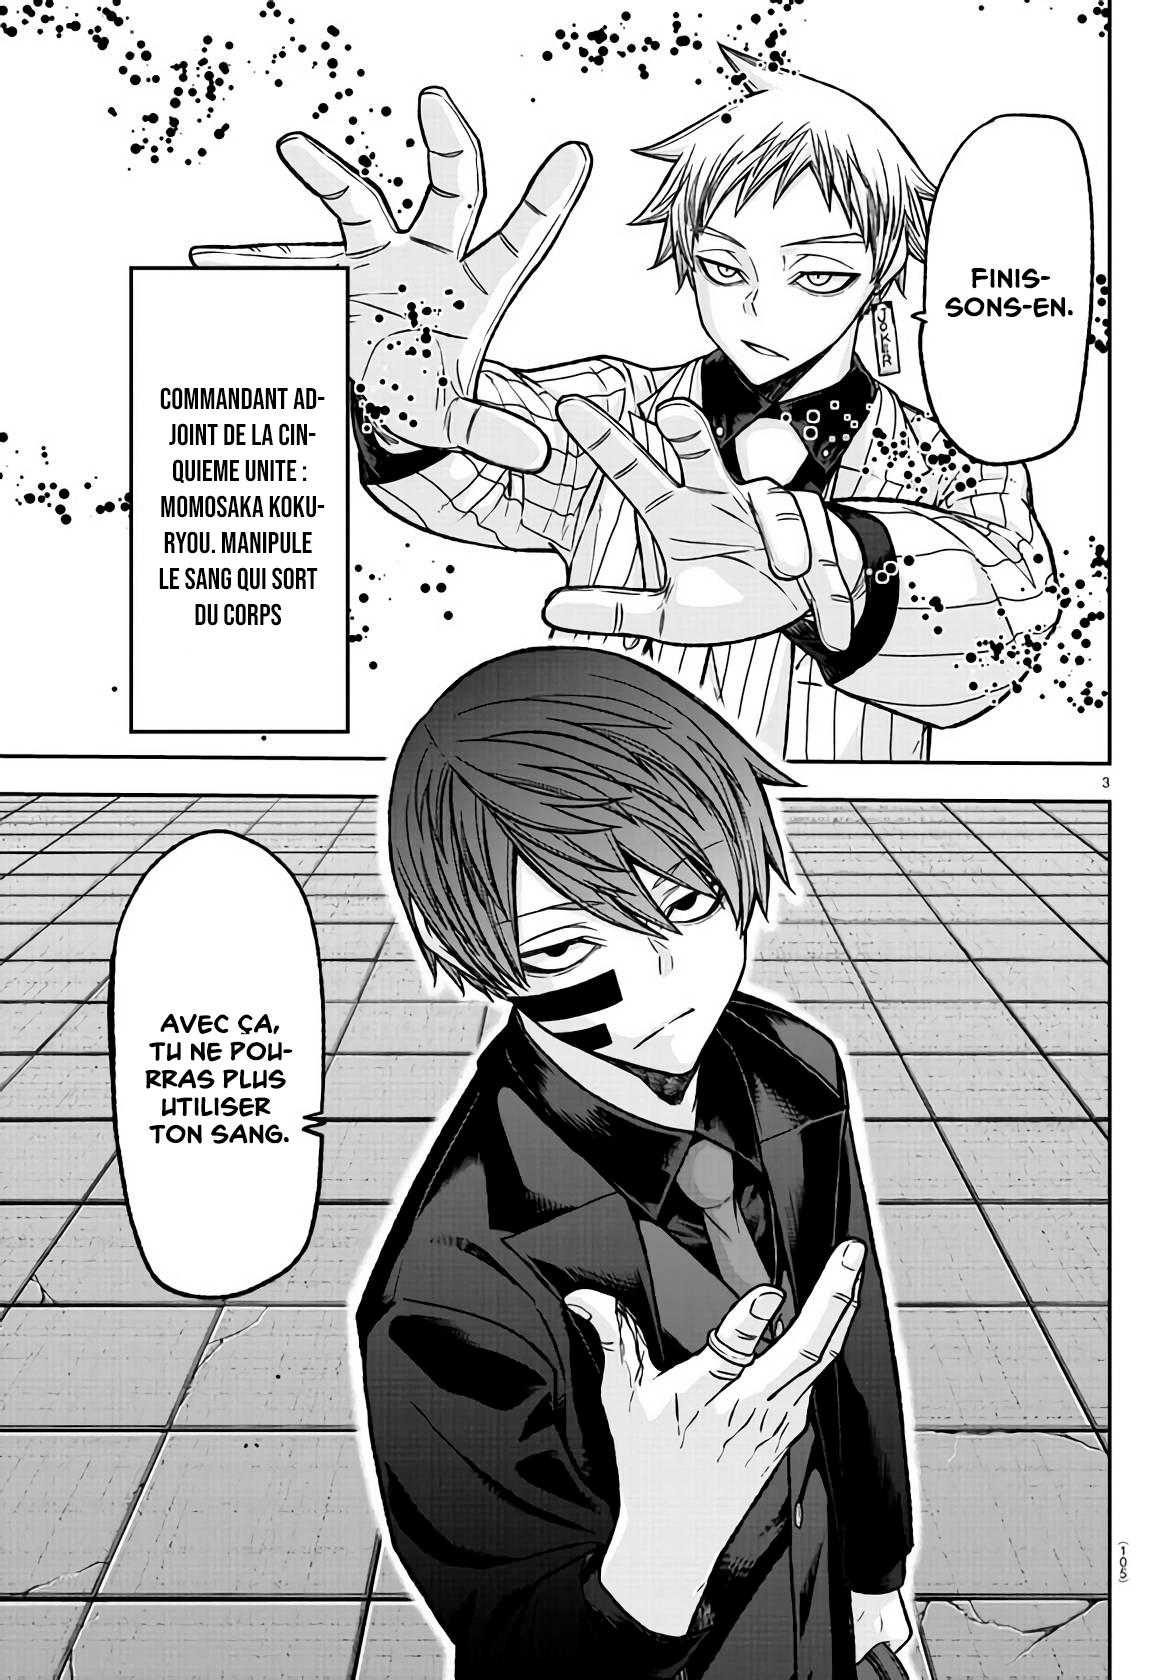 FINIS-
SONS-EN.
JOKER
COMMANDANT AD-
JOINT DE LA CIN-
QUIEME UNITE :
MOMOSAKA KOKU-
RYOU. MANIPULE
LE SANG QUI SORT
DU CORPS
3
AVEC ÇA,
TU NE POU-
RRAS PLUS
UTILISER
TON SANG.
(105)